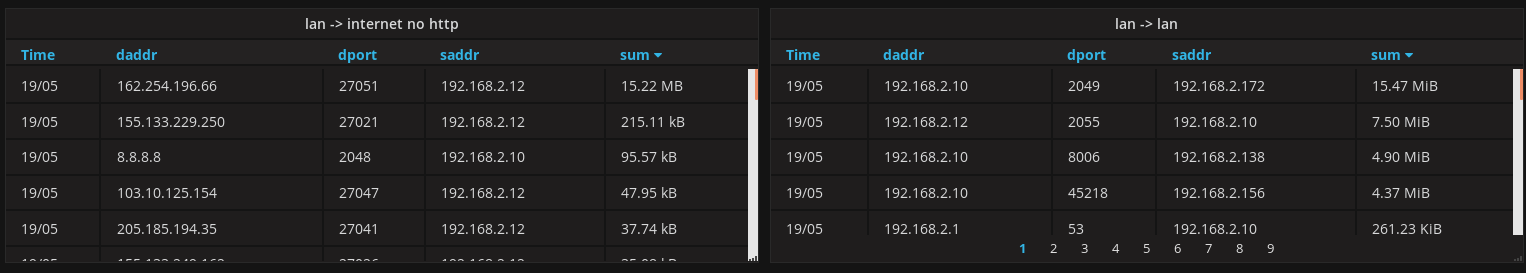 lan -> internet no http
Time daddr dport saddr sum
19/05 162.254.196.66 27051 192.168.2.12 15.22 MB
19/05 155.133.229.250 27021 192.168.2.12 215.11 kB
19/05 8.8.8.8 2048 192.168.2.10 95.57 kB
19/05 103.10.125.154 27047 192.168.2.12 47.95 kB
19/05 205.185.194.35 27041 192.168.2.12 37.74 kB
lan -> lan
Time daddr dport saddr sum
19/05 192.168.2.10 2049 192.168.2.172 15.47 MiB
19/05 192.168.2.12 2055 192.168.2.10 7.50 MiB
19/05 192.168.2.10 8006 192.168.2.138 4.90 MiB
19/05 192.168.2.10 45218 192.168.2.156 4.37 MiB
19/05 192.168.2.1 53 192.168.2.10 261.23 KiB
1 2 3 4 5 6 7 8 9